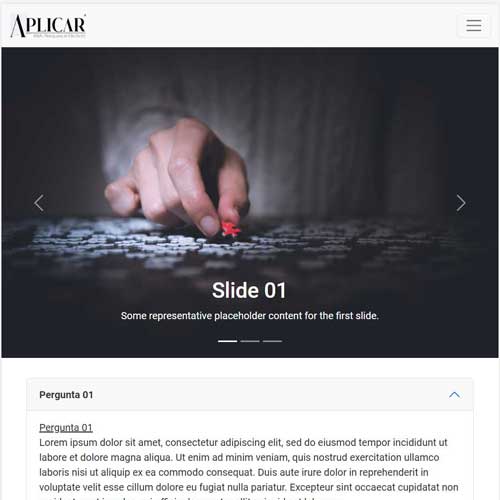 APLICAR
Slide 01
Some representative placeholder content for the first slide.
Pergunta 01
Pergunta 01
Lorem ipsum dolor sit amet, consectetur adipiscing elit, sed do eiusmod tempor incididunt ut
labore et dolore magna aliqua. Ut enim ad minim veniam, quis nostrud exercitation ullamco
laboris nisi ut aliquip ex ea commodo consequat. Duis aute irure dolor in reprehenderit in
voluptate velit esse cillum dolore eu fugiat nulla pariatur. Excepteur sint occaecat cupidatat non